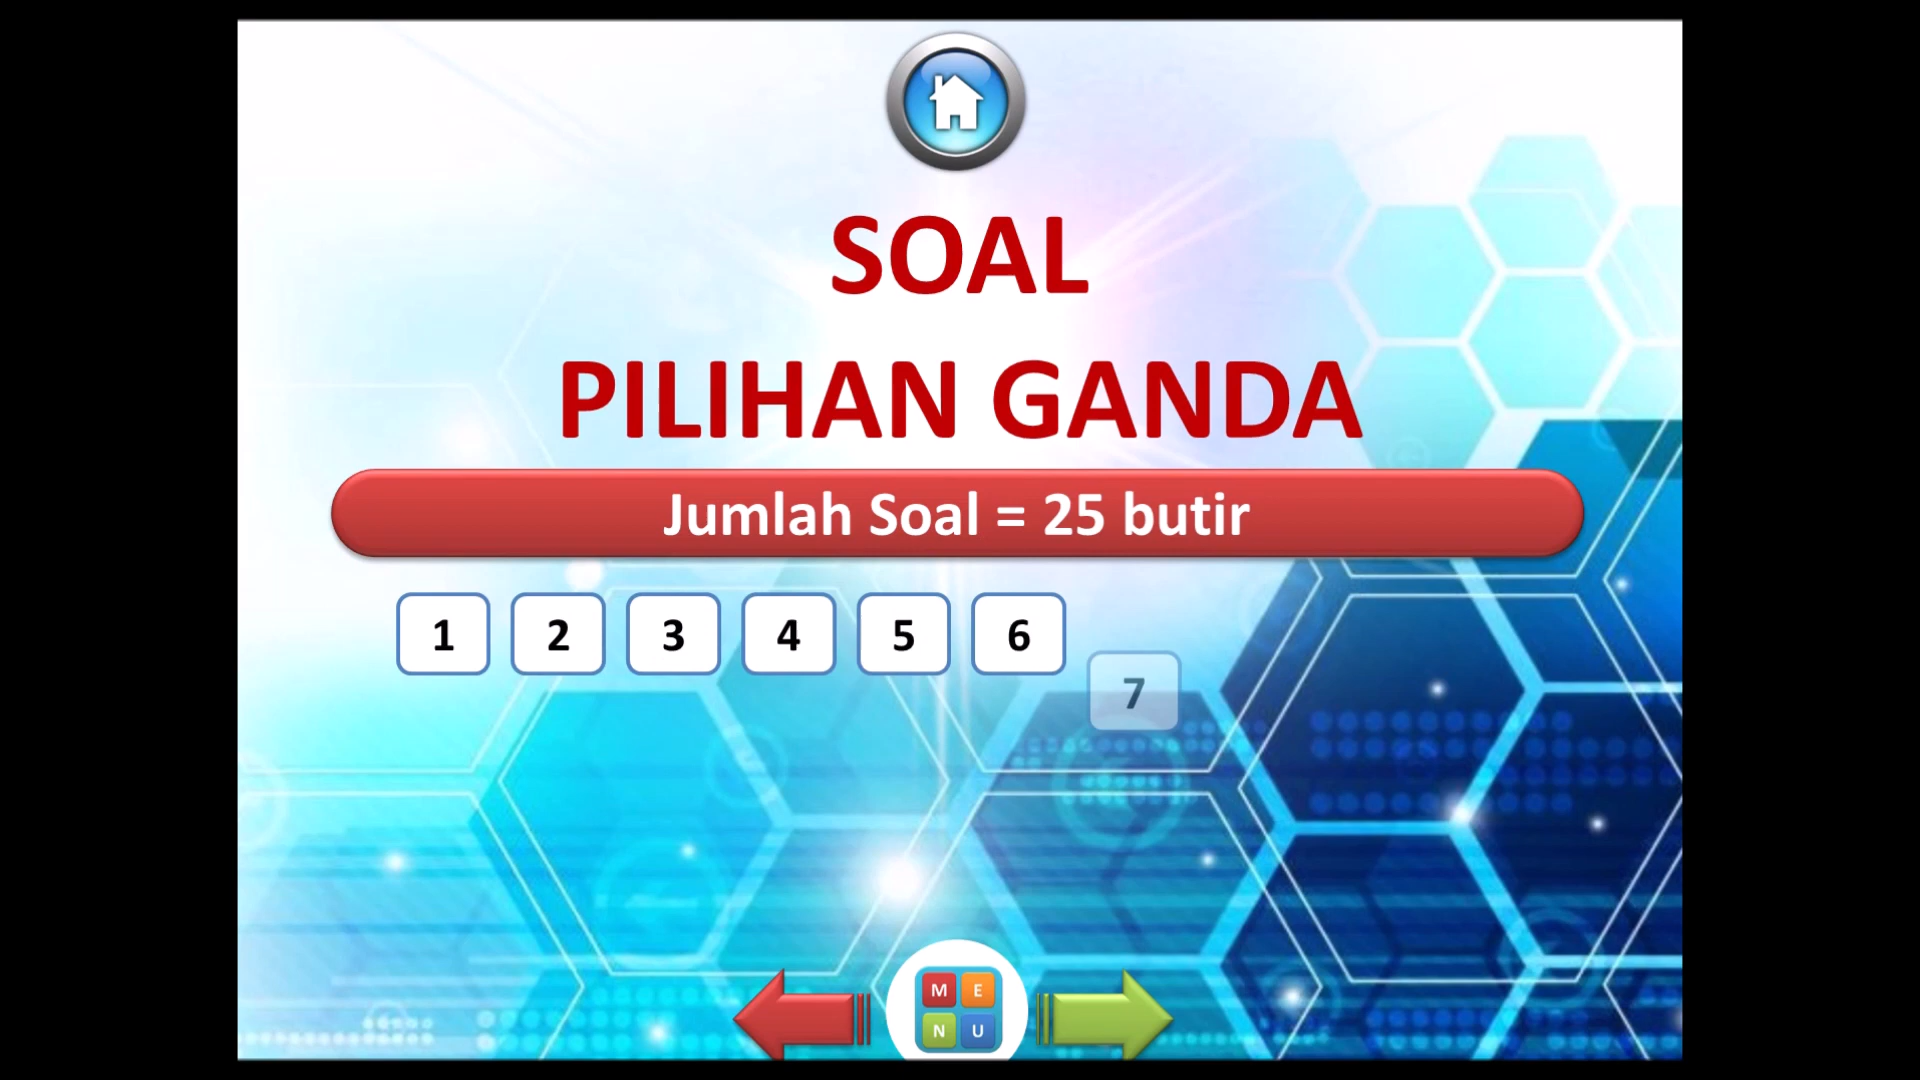 SOAL
PILIHAN GANDA
Jumlah Soal = 25 butir
1 2 3 4 5 6
7
M E
N U